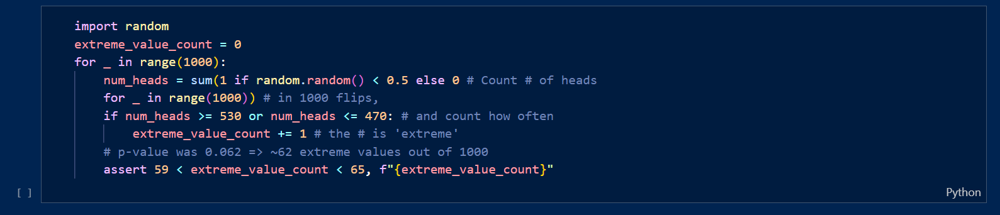 import random
extreme_value_count = 0
for _ in range(1000):
    num_heads = sum(1 if random.random() < 0.5 else 0 # Count # of heads
    for _ in range(1000)) # in 1000 flips,
    if num_heads >= 530 or num_heads <= 470: # and count how often
        extreme_value_count += 1 # the # is 'extreme'
    # p-value was 0.062 => ~62 extreme values out of 1000
    assert 59 < extreme_value_count < 65, f"{extreme_value_count}"
[ ]
Python